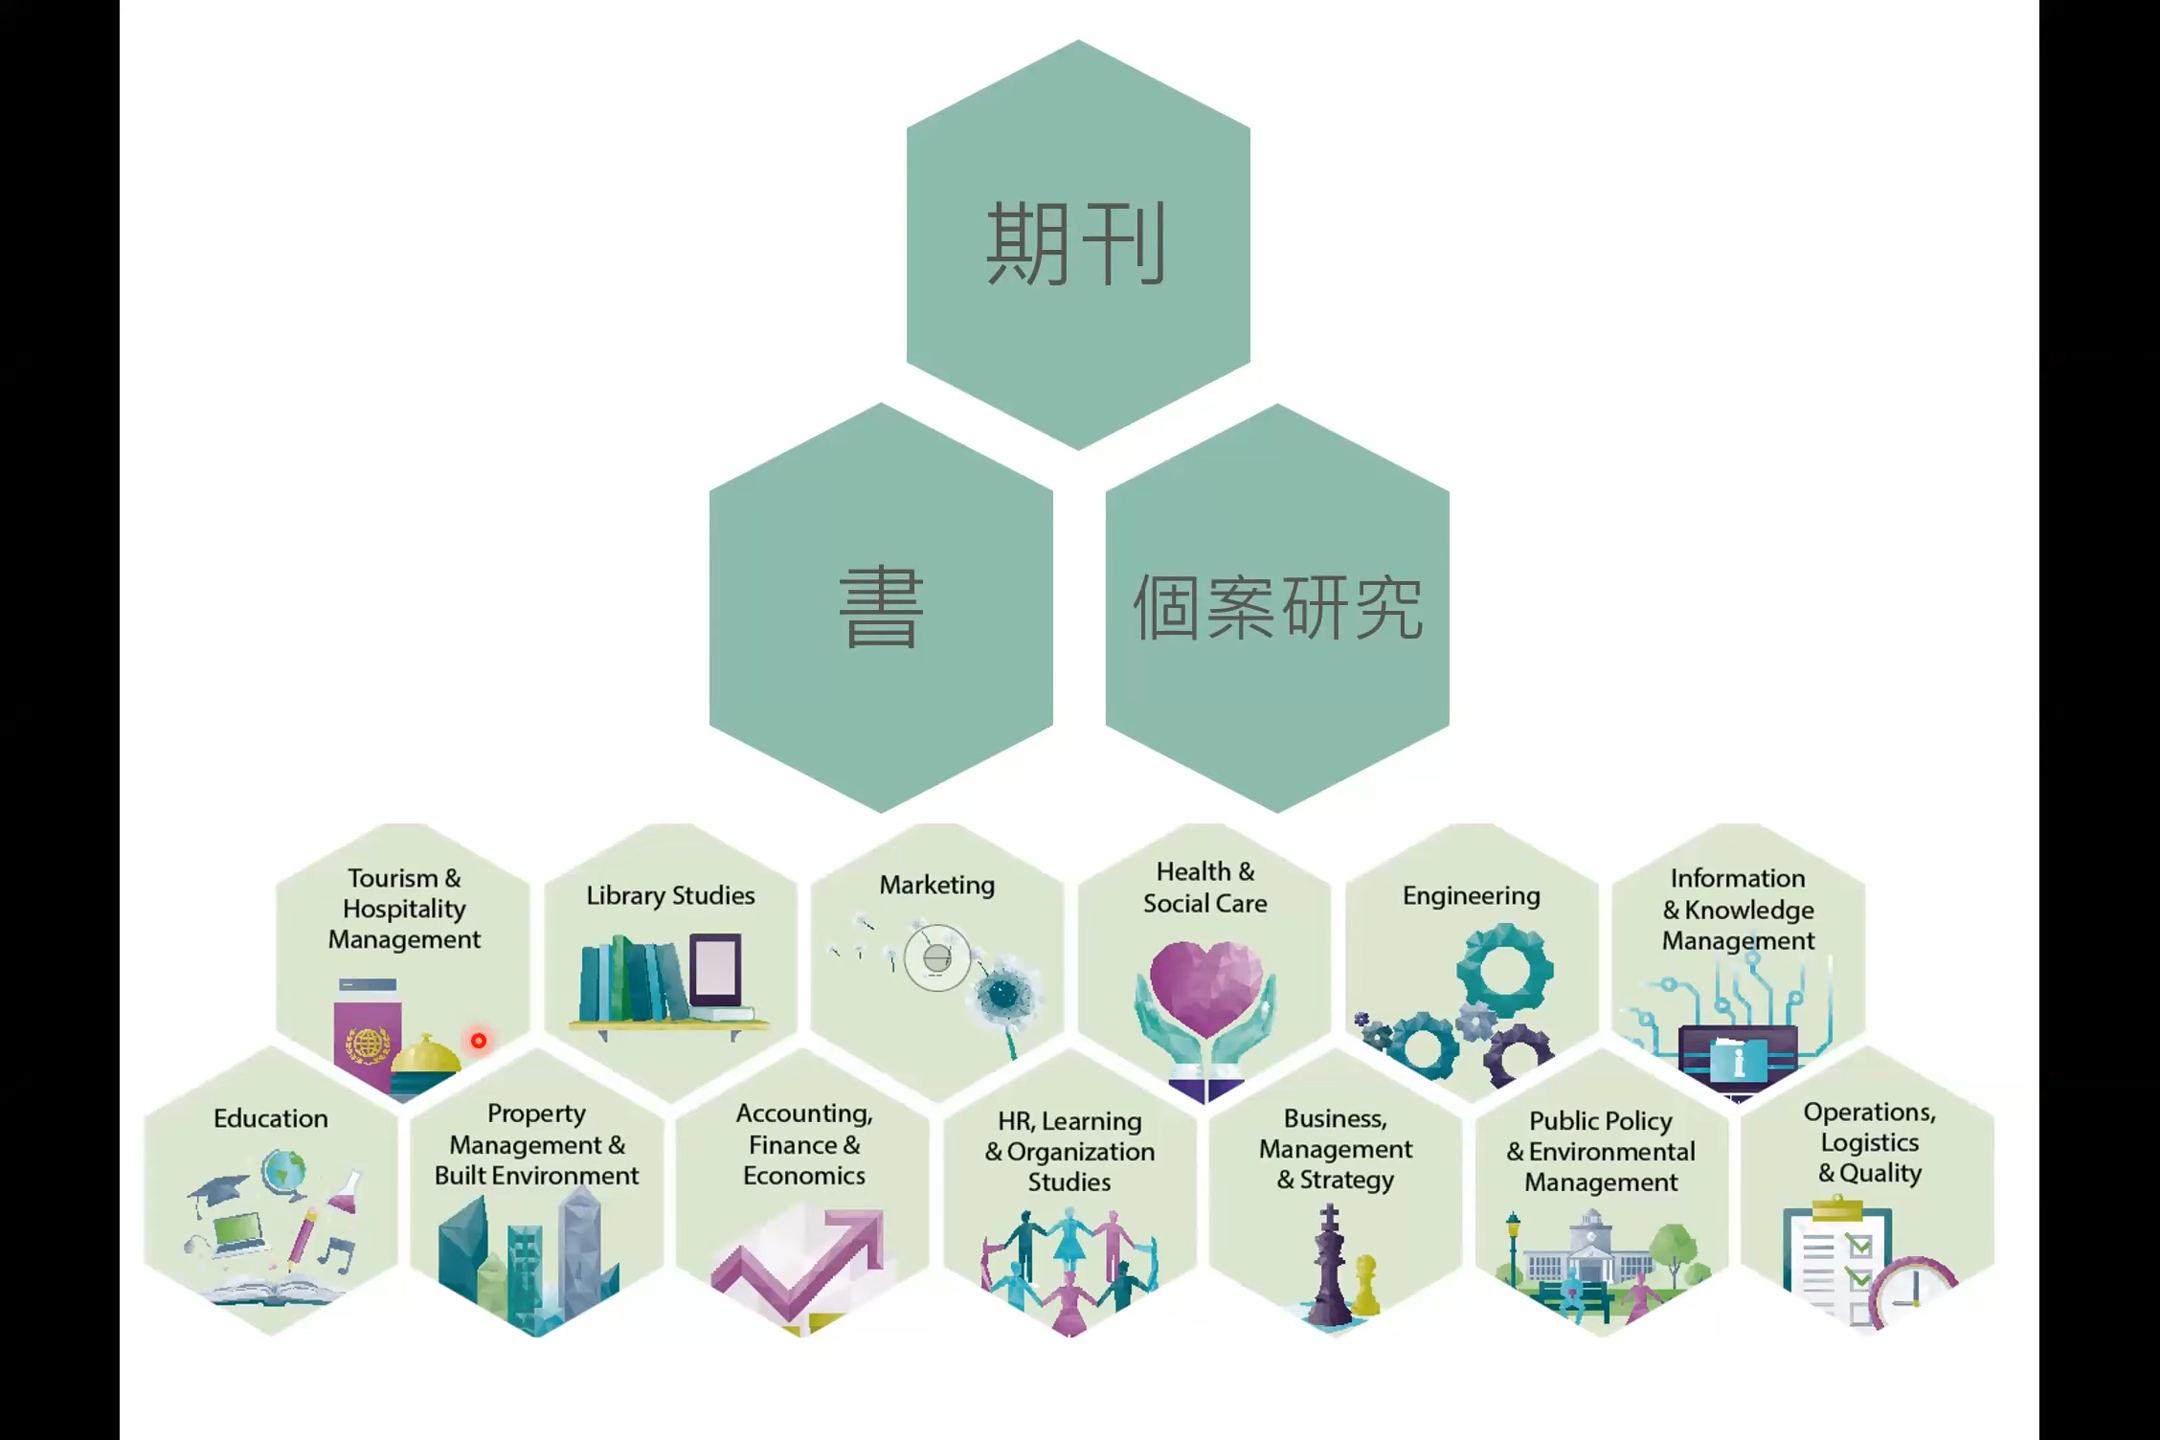 期刊
書
個案研究
Tourism &
Hospitality
Management
Library Studies
Marketing
Health &
Social Care
Engineering
Information
& Knowledge
Management
i
Education
Property
Management &
Built Environment
Accounting,
Finance &
Economics
HR, Learning
& Organization
Studies
Business,
Management
& Strategy
Public Policy
& Environmental
Management
Operations,
Logistics
& Quality